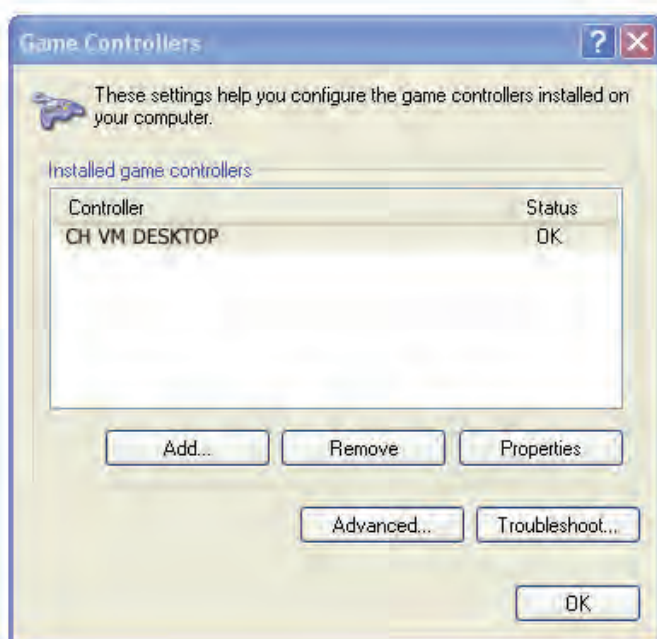 Game Controllers
These settings help you configure the game controllers installed on
your computer.
Installed game controllers
Controller Status
CH VM DESKTOP OK
Add... Remove Properties
Advanced... Troubleshoot...
OK